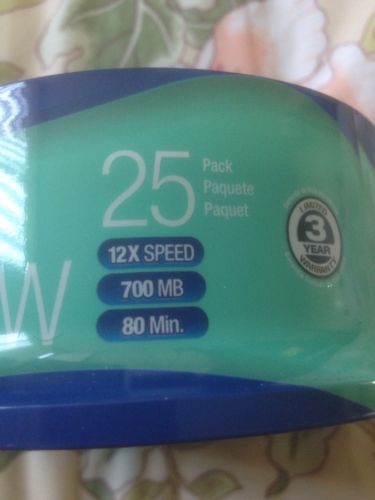 25
Pack
Paquete
Paquet
W
12X SPEED
700 MB
80 Min.
LIMITED
3
YEAR
WARRANTY